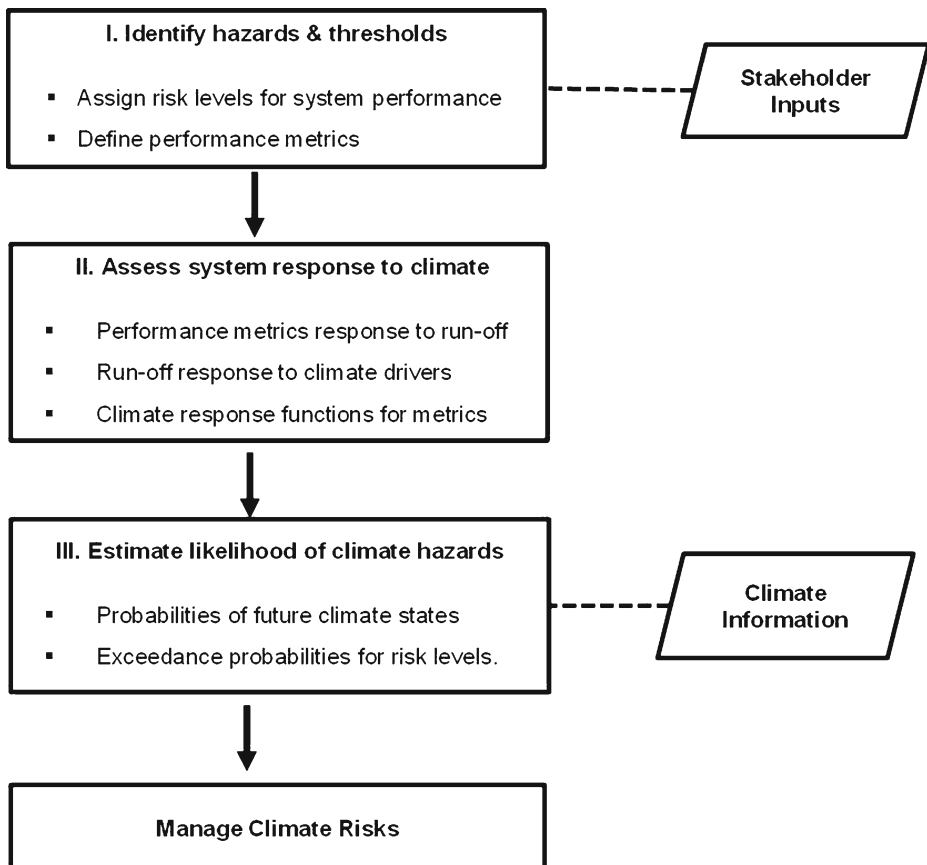 I. Identify hazards & thresholds
▪ Assign risk levels for system performance
▪ Define performance metrics
Stakeholder
Inputs
II. Assess system response to climate
▪ Performance metrics response to run-off
▪ Run-off response to climate drivers
▪ Climate response functions for metrics
III. Estimate likelihood of climate hazards
▪ Probabilities of future climate states
▪ Exceedance probabilities for risk levels.
Climate
Information
Manage Climate Risks